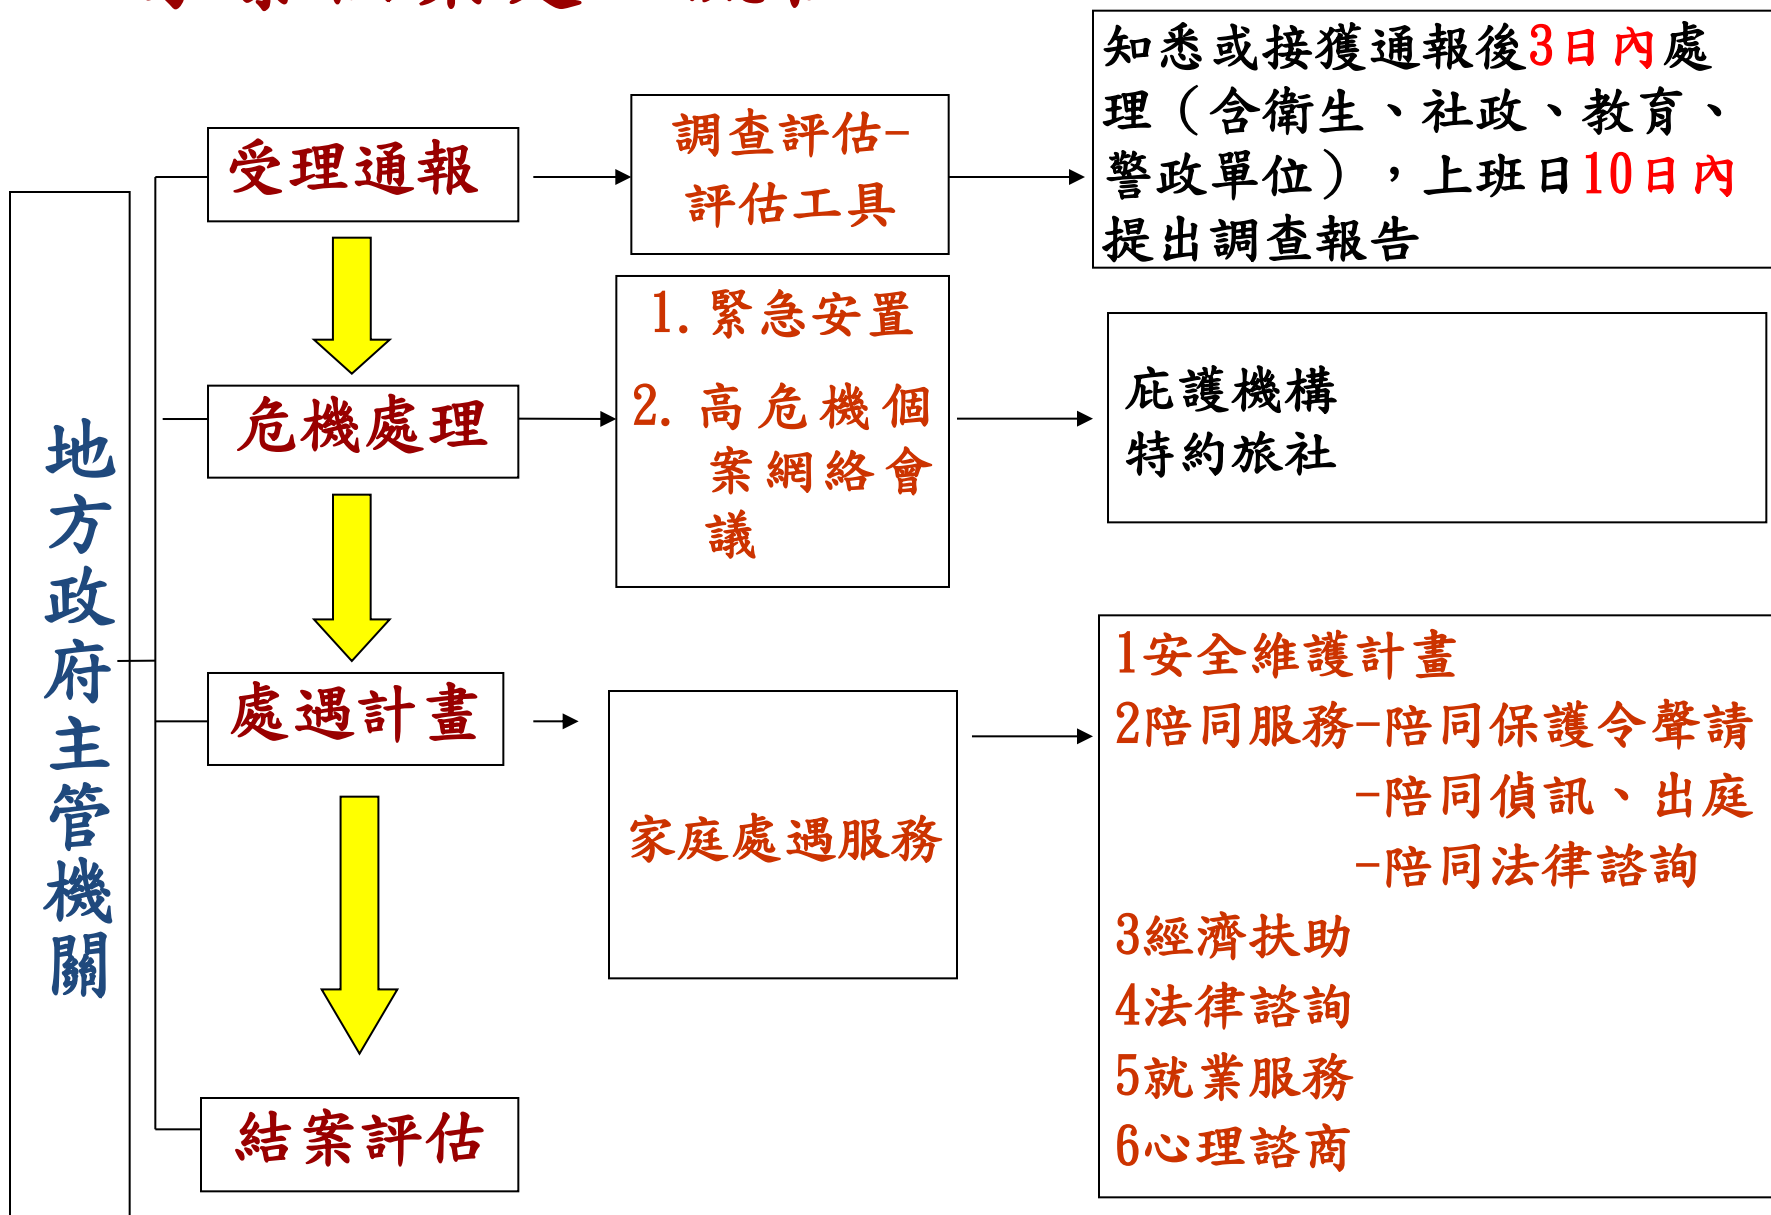 地方政府主管機關
受理通報
調查評估-
評估工具
知悉或接獲通報後3日內處
理（含衛生、社政、教育、
警政單位），上班日10日內
提出調查報告
危機處理
1.緊急安置
2.高危機個
案網絡會
議
庇護機構
特約旅社
處遇計畫
家庭處遇服務
1安全維護計畫
2陪同服務-陪同保護令聲請
-陪同偵訊、出庭
-陪同法律諮詢
3經濟扶助
4法律諮詢
5就業服務
6心理諮商
結案評估